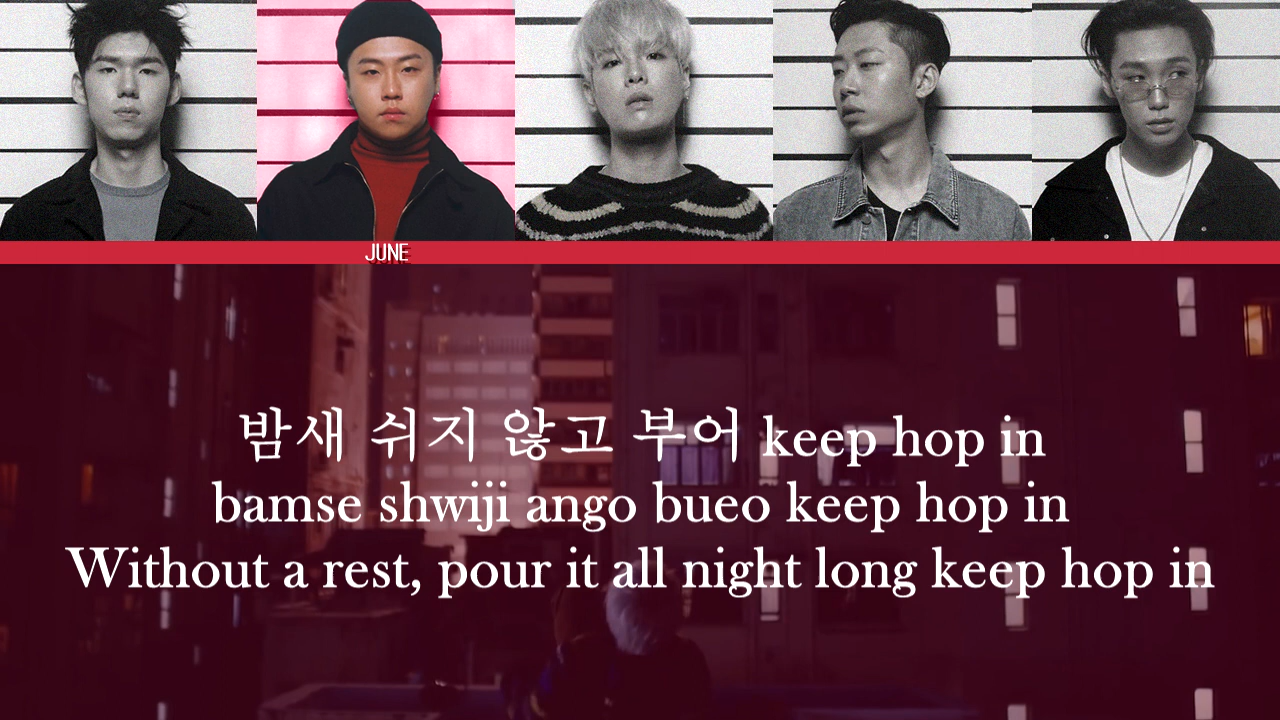 JUNE
밤새 쉬지 않고 부어 keep hop in
bamse shwiji ango bueo keep hop in
Without a rest, pour it all night long keep hop in